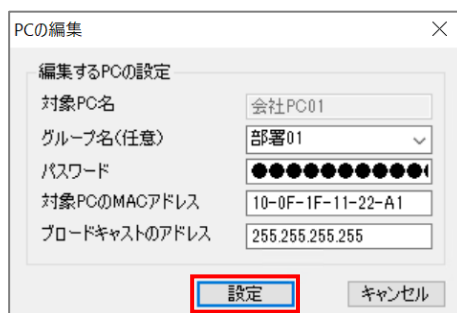 PCの編集
編集するPCの設定
対象PC名 会社PC01
グループ名(任意) 部署01
パスワード ●●●●●●●●●●●
対象PCのMACアドレス 10-0F-1F-11-22-A1
ブロードキャストのアドレス 255.255.255.255
設定 キャンセル